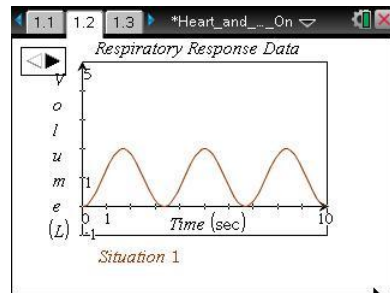 1.1 1.2 1.3 *Heart_and_..._On
Respiratory Response Data
Volume (L)
5
1
0 1 Time (sec) 10
-1
Situation 1